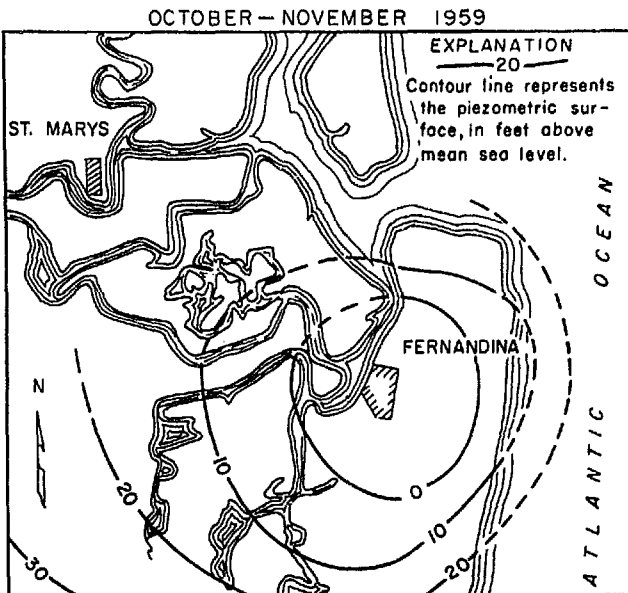 OCTOBER – NOVEMBER 1959
EXPLANATION
20
Contour line represents
the piezometric sur-
face, in feet above
mean sea level.
ST. MARYS
OCEAN
FERNANDINA
N
10
20
0
10
20
30
ATLANTIC